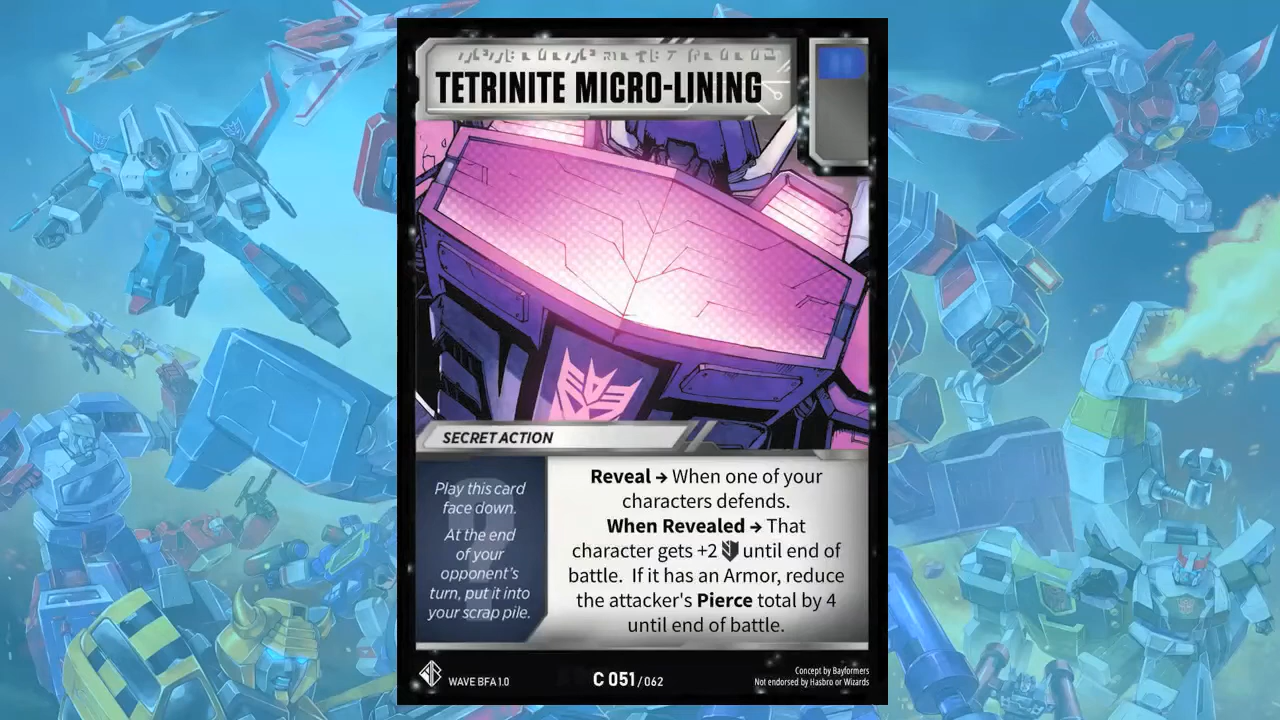 TETRINITE MICRO-LINING
SECRET ACTION
Play this card
face down.
At the end
of your
opponent's
turn, put it into
your scrap pile.
Reveal → When one of your
characters defends.
When Revealed → That
character gets +2 until end of
battle. If it has an Armor, reduce
the attacker's Pierce total by 4
until end of battle.
WAVE BFA 1.0
C 051 / 062
Concept by Bayformers
Not endorsed by Hasbro or Wizards